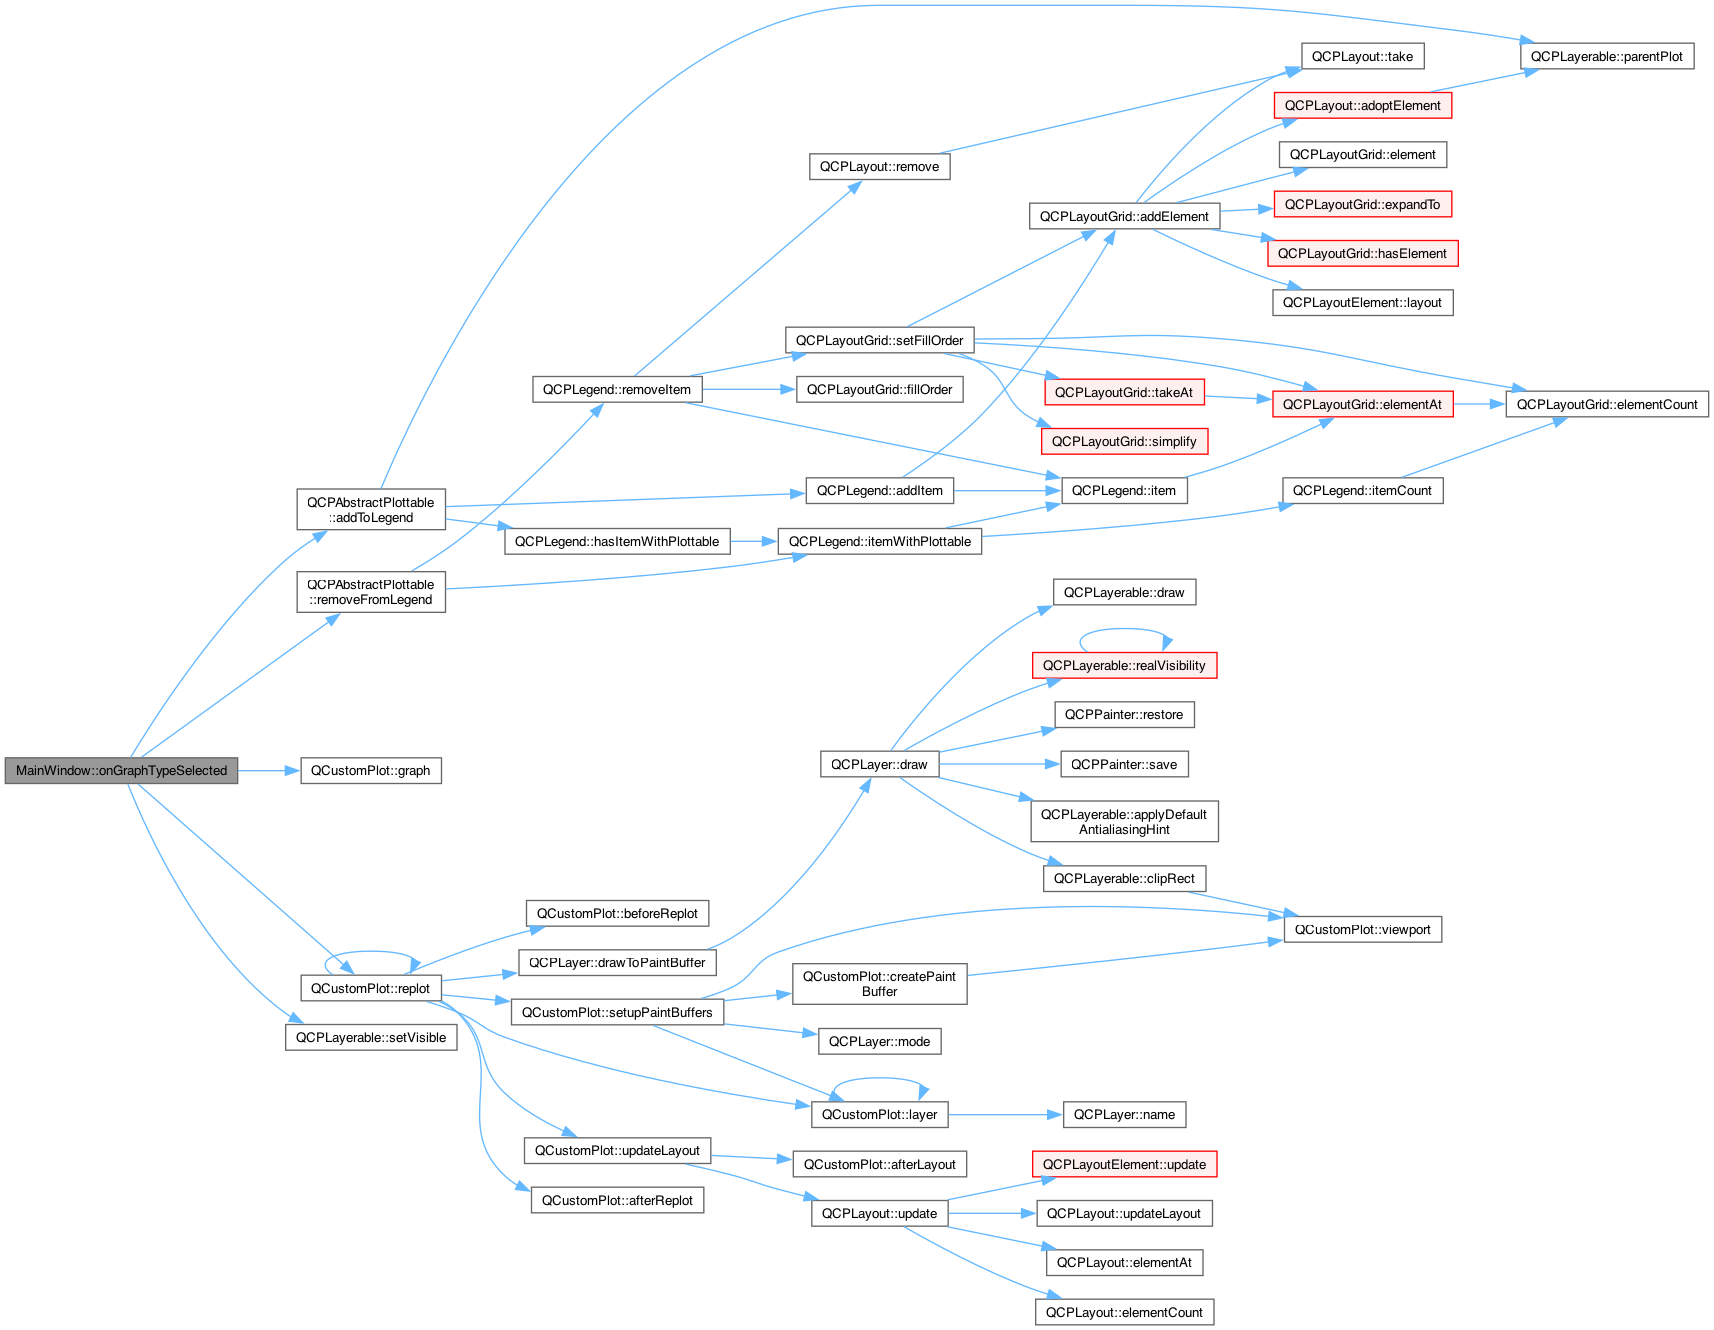 QCPLayout::take
QCPLayerable::parentPlot
QCPLayout::adoptElement
QCPLayoutGrid::element
QCPLayout::remove
QCPLayoutGrid::expandTo
QCPLayoutGrid::addElement
QCPLayoutGrid::hasElement
QCPLayoutElement::layout
QCPLayoutGrid::setFillOrder
QCPLegend::removeItem
QCPLayoutGrid::fillOrder
QCPLayoutGrid::takeAt
QCPLayoutGrid::elementAt
QCPLayoutGrid::elementCount
QCPLayoutGrid::simplify
QCPLegend::addItem
QCPLegend::item
QCPLegend::itemCount
QCPAbstractPlottable
::addToLegend
QCPLegend::hasItemWithPlottable
QCPLegend::itemWithPlottable
QCPAbstractPlottable
::removeFromLegend
QCPLayerable::draw
QCPLayerable::realVisibility
QCPPainter::restore
MainWindow::onGraphTypeSelected
QCustomPlot::graph
QCPLayer::draw
QCPPainter::save
QCPLayerable::applyDefault
AntialiasingHint
QCPLayerable::clipRect
QCustomPlot::beforeReplot
QCustomPlot::viewport
QCPLayer::drawToPaintBuffer
QCustomPlot::replot
QCustomPlot::createPaint
Buffer
QCustomPlot::setupPaintBuffers
QCPLayerable::setVisible
QCPLayer::mode
QCustomPlot::layer
QCPLayer::name
QCustomPlot::updateLayout
QCustomPlot::afterLayout
QCPLayoutElement::update
QCustomPlot::afterReplot
QCPLayout::update
QCPLayout::updateLayout
QCPLayout::elementAt
QCPLayout::elementCount